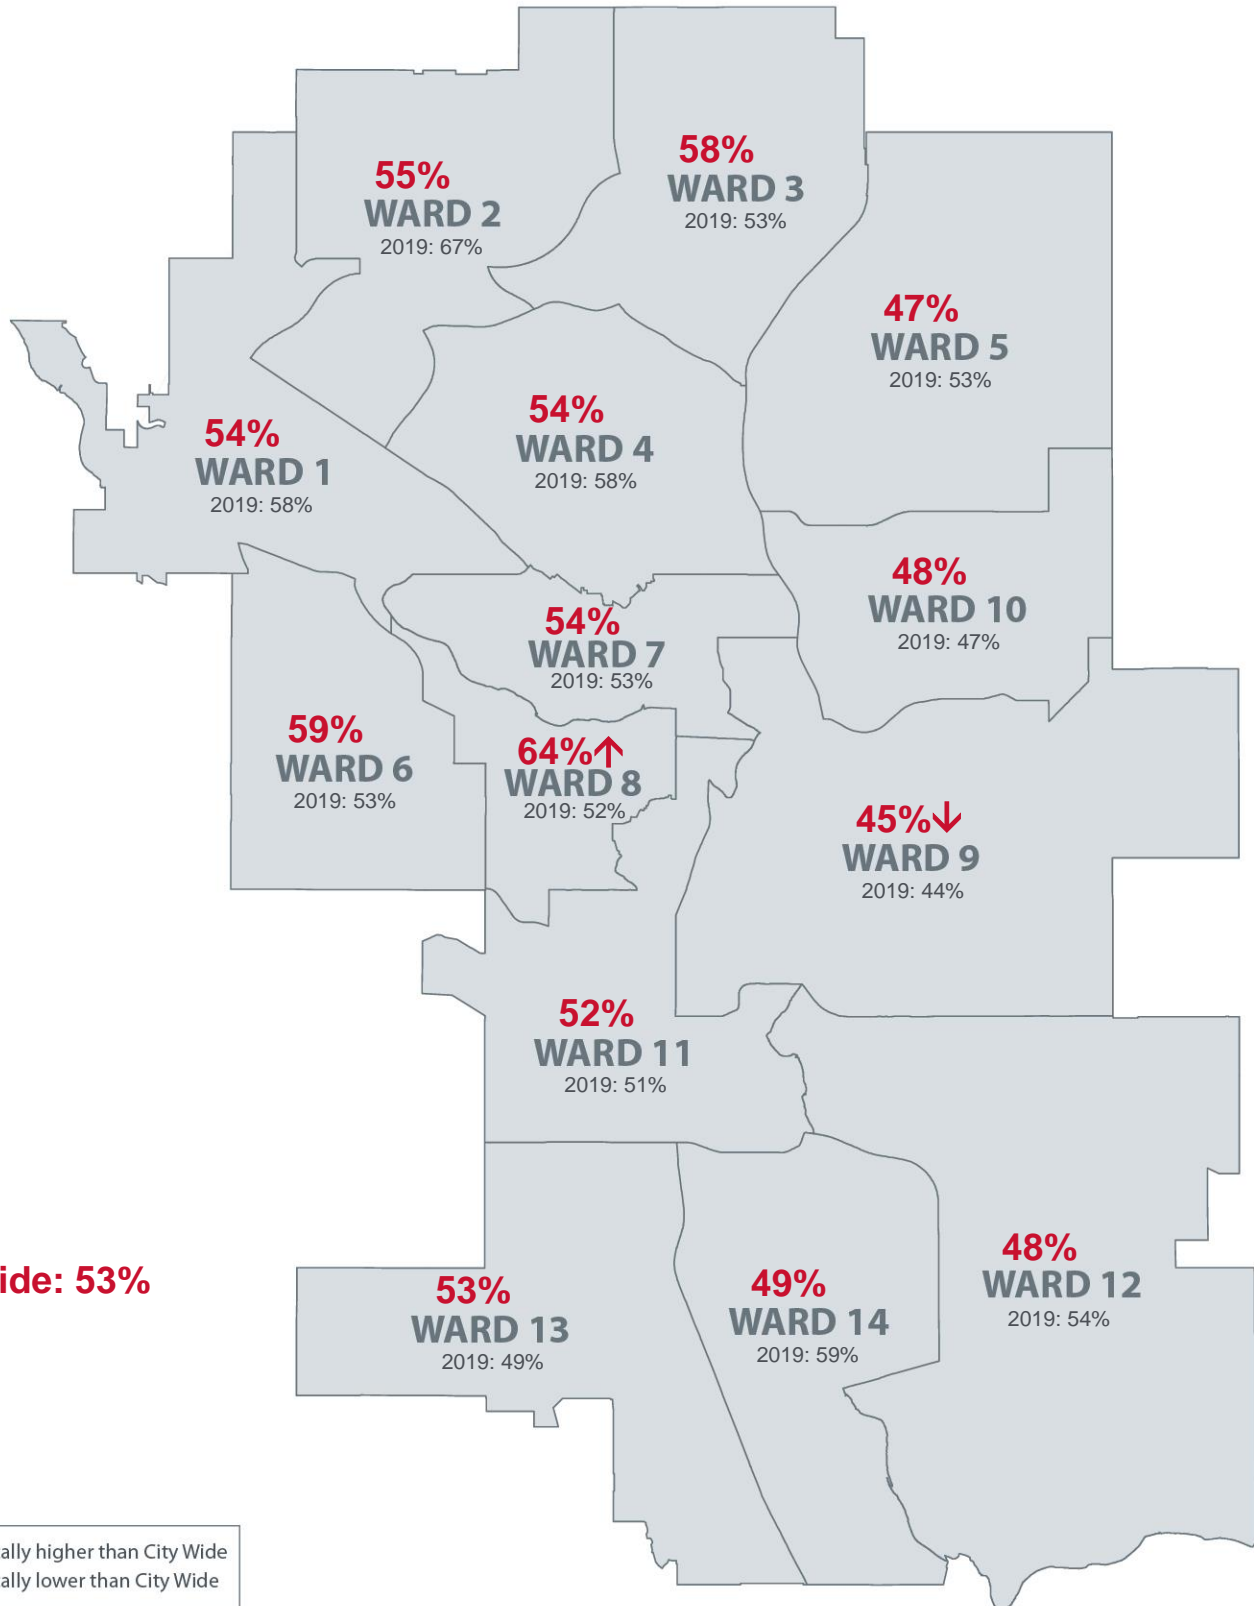 58%
WARD 3
2019: 53%
55%
WARD 2
2019: 67%
47%
WARD 5
2019: 53%
54%
WARD 4
2019: 58%
54%
WARD 1
2019: 58%
48%
WARD 10
2019: 47%
54%
WARD 7
2019: 53%
59%
WARD 6
2019: 53%
64%↑
WARD 8
2019: 52%
45%↓
WARD 9
2019: 44%
52%
WARD 11
2019: 51%
48%
WARD 12
2019: 54%
49%
WARD 14
2019: 59%
53%
WARD 13
2019: 49%
ide: 53%
ally higher than City Wide
ally lower than City Wide